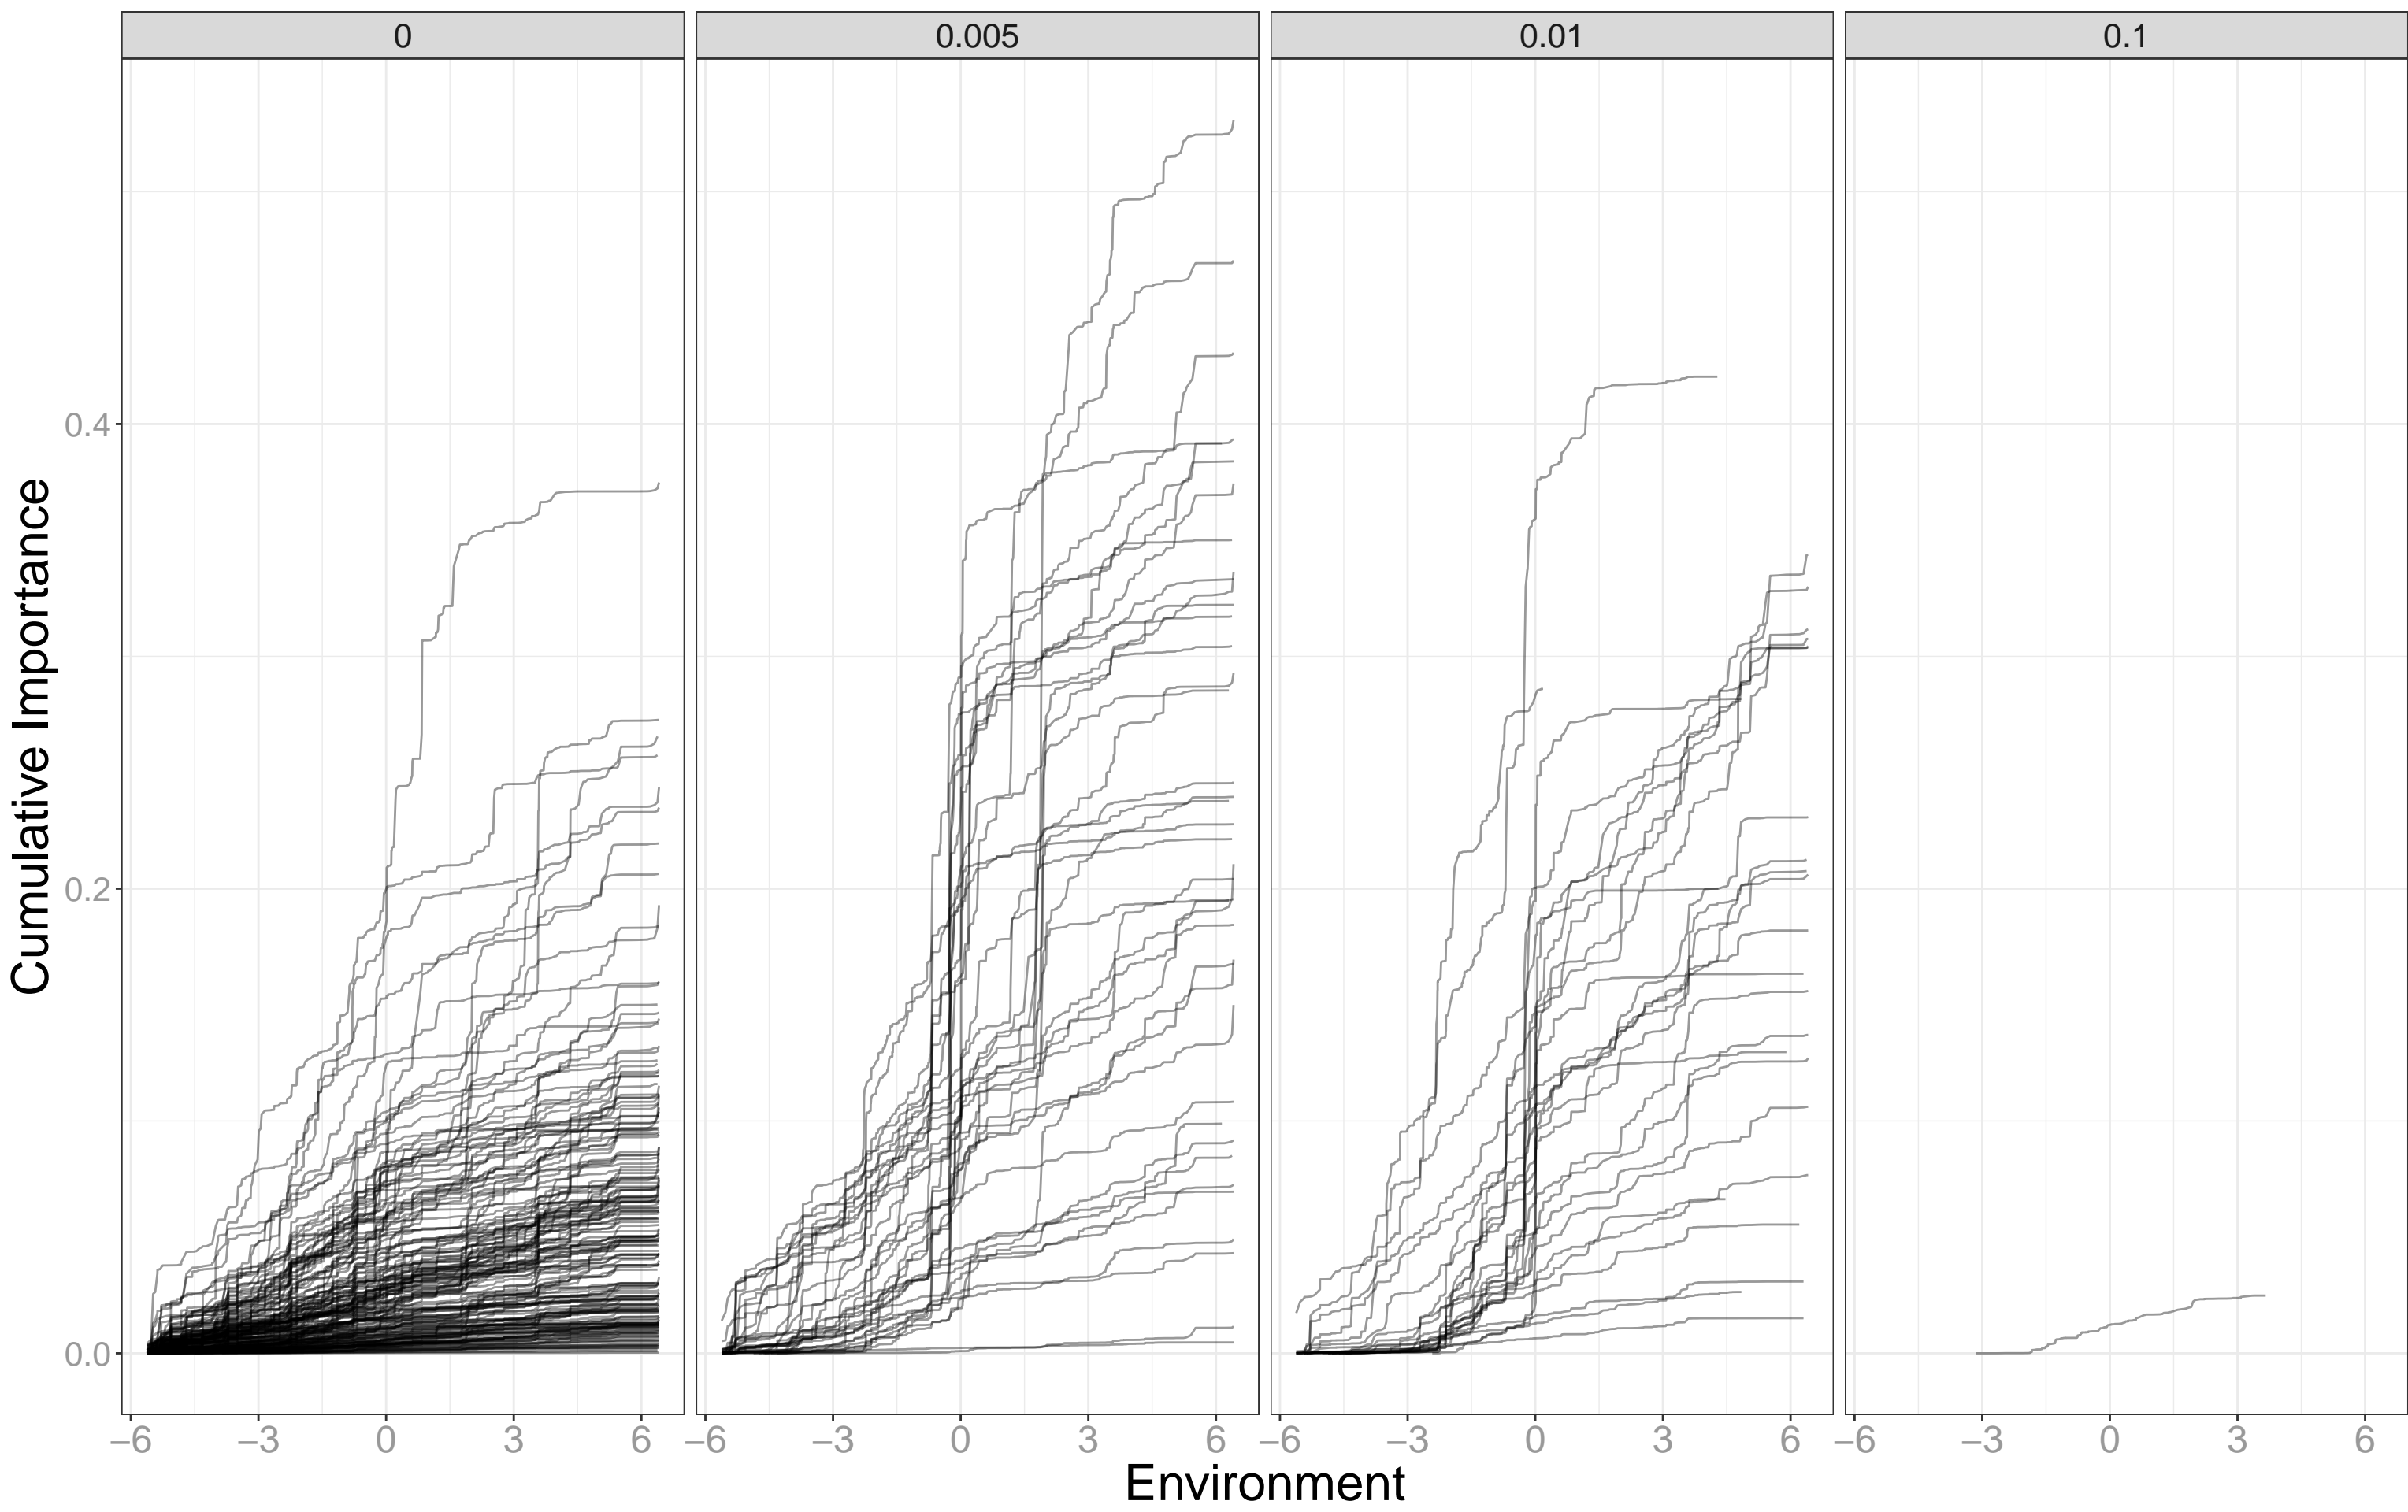 0 0.005 0.01 0.1
Cumulative Importance
0.4
0.2
0.0
−6 −3 0 3 6 −6 −3 0 3 6 −6 −3 0 3 6 −6 −3 0 3 6
Environment